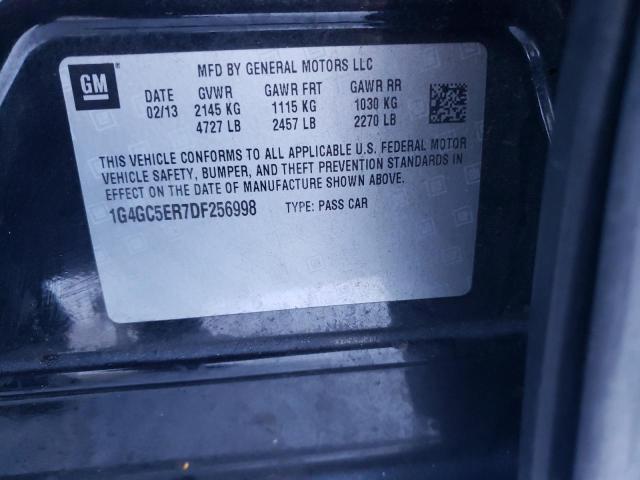 GM
MFD BY GENERAL MOTORS LLC
DATE GVWR GAWR FRT GAWR RR
02/13 2145 KG 1115 KG 1030 KG
4727 LB 2457 LB 2270 LB
THIS VEHICLE CONFORMS TO ALL APPLICABLE U.S. FEDERAL MOTOR
VEHICLE SAFETY, BUMPER, AND THEFT PREVENTION STANDARDS IN
EFFECT ON THE DATE OF MANUFACTURE SHOWN ABOVE.
1G4GC5ER7DF256998 TYPE: PASS CAR